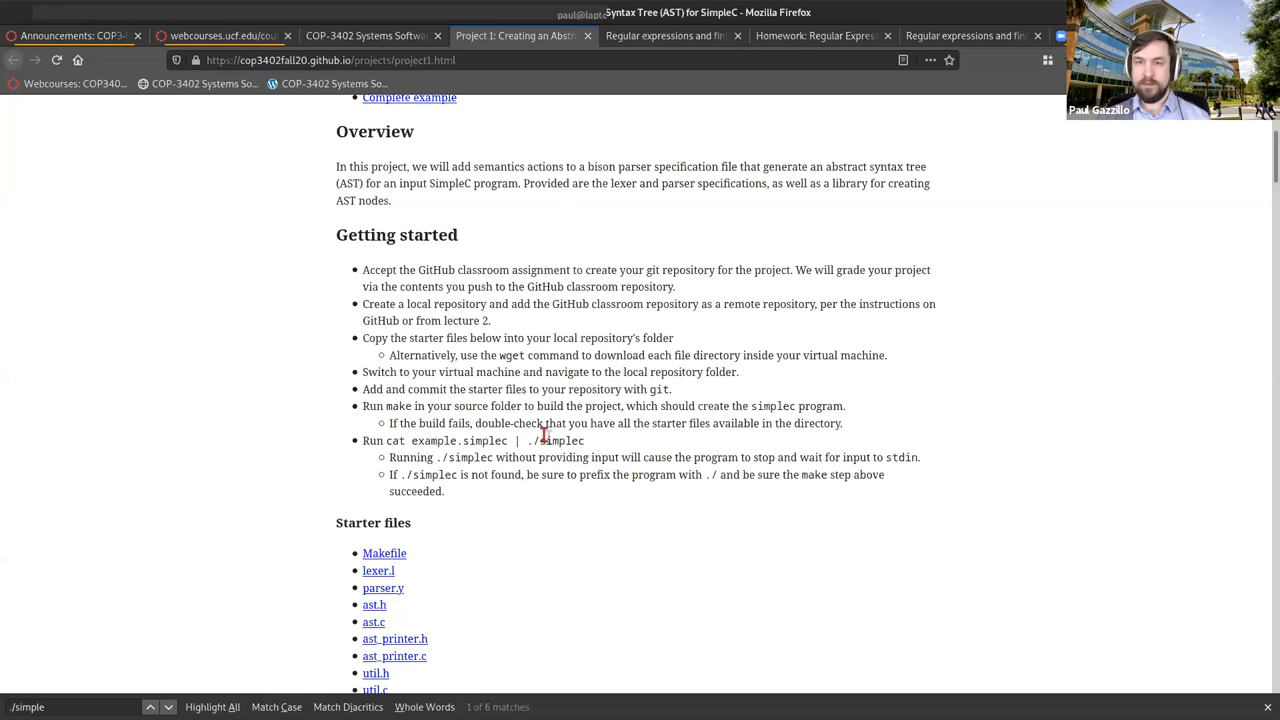 paul@lapt
Syntax Tree (AST) for SimpleC - Mozilla Firefox
Announcements: COP34
webcourses.ucf.edu/cou
COP-3402 Systems Softwa
Project 1: Creating an Abstra
Regular expressions and fini
Homework: Regular Expres
Regular expressions and fini
https://cop3402fall20.github.io/projects/project1.html
Webcourses: COP340...
COP-3402 Systems So...
COP-3402 Systems So...
Paul Gazzillo
• Complete example
Overview
In this project, we will add semantics actions to a bison parser specification file that generate an abstract syntax tree
(AST) for an input SimpleC program. Provided are the lexer and parser specifications, as well as a library for creating
AST nodes.
Getting started
• Accept the GitHub classroom assignment to create your git repository for the project. We will grade your project
via the contents you push to the GitHub classroom repository.
• Create a local repository and add the GitHub classroom repository as a remote repository, per the instructions on
GitHub or from lecture 2.
• Copy the starter files below into your local repository's folder
○ Alternatively, use the wget command to download each file directory inside your virtual machine.
• Switch to your virtual machine and navigate to the local repository folder.
• Add and commit the starter files to your repository with git.
• Run make in your source folder to build the project, which should create the simplec program.
○ If the build fails, double-check that you have all the starter files available in the directory.
• Run cat example.simplec | ./simplec
○ Running ./simplec without providing input will cause the program to stop and wait for input to stdin.
○ If ./simplec is not found, be sure to prefix the program with ./ and be sure the make step above
succeeded.
Starter files
• Makefile
• lexer.l
• parser.y
• ast.h
• ast.c
• ast_printer.h
• ast_printer.c
• util.h
• util.c
./simple
Highlight All
Match Case
Match Diacritics
Whole Words
1 of 6 matches